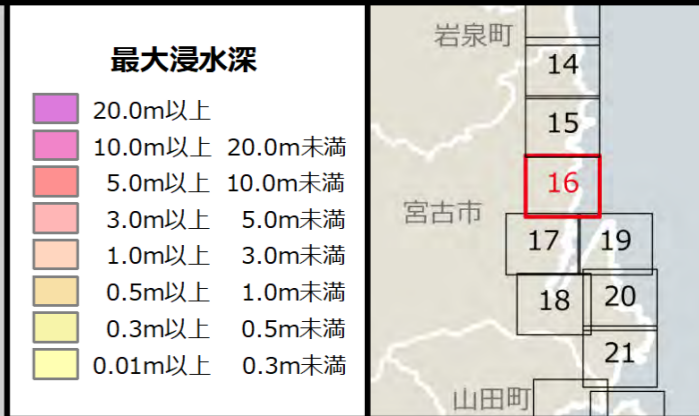 最大浸水深
20.0m以上
10.0m以上 20.0m未満
5.0m以上 10.0m未満
3.0m以上 5.0m未満
1.0m以上 3.0m未満
0.5m以上 1.0m未満
0.3m以上 0.5m未満
0.01m以上 0.3m未満
岩泉町
14
15
16
宮古市
17 19
18 20
21
山田町